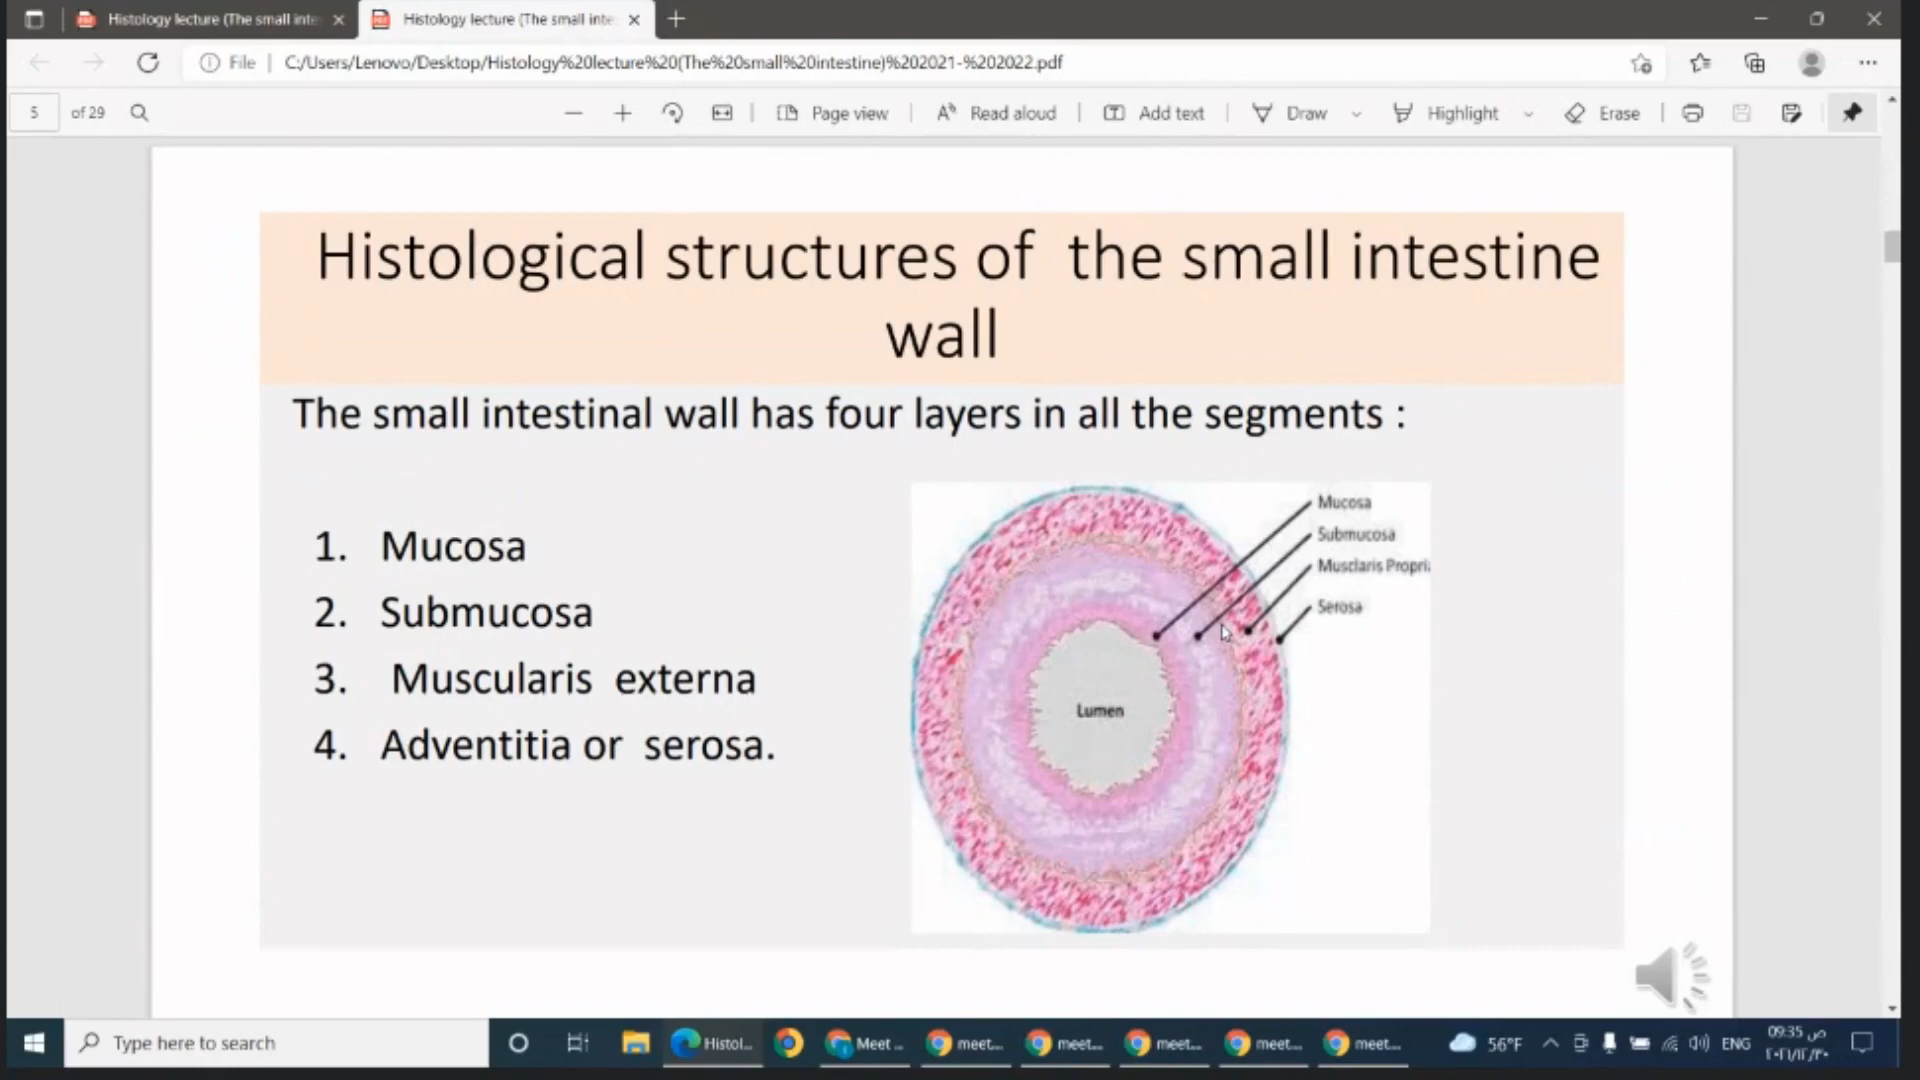 Histology lecture (The small inte
Histology lecture (The small inte
File
C:/Users/Lenovo/Desktop/Histology%20lecture%20(The%20small%20intestine)%202021-%202022.pdf
5 of 29
Page view
Read aloud
Add text
Draw
Highlight
Erase
Histological structures of the small intestine
wall
The small intestinal wall has four layers in all the segments :
1. Mucosa
2. Submucosa
3. Muscularis externa
4. Adventitia or serosa.
Mucosa
Submucosa
Musclaris Propri
Serosa
Lumen
Type here to search
Histol...
Meet ...
meet...
meet...
meet...
meet...
meet...
56°F
ENG
09:35 ص